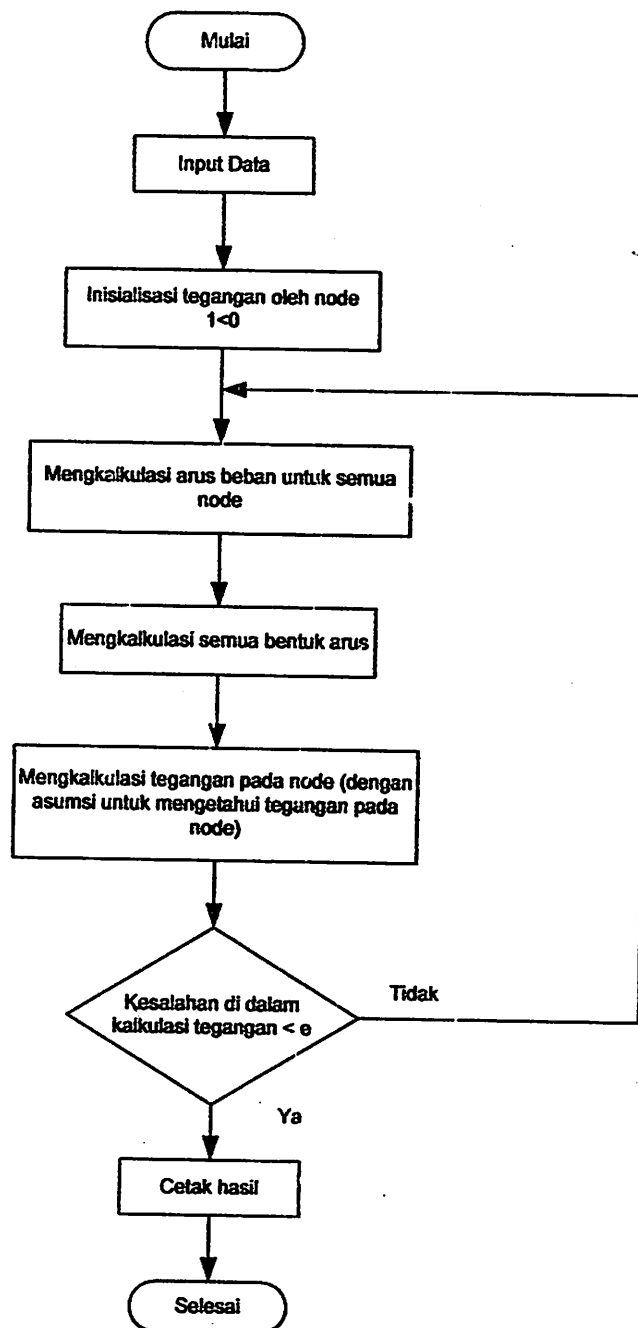 Mulai
Input Data
Inisialisasi tegangan oleh node
1<0
Mengkalkulasi arus beban untuk semua
node
Mengkalkulasi semua bentuk arus
Mengkalkulasi tegangan pada node (dengan
asumsi untuk mengetahui tegangan pada
node)
Kesalahan di dalam
kalkulasi tegangan < e
Tidak
Ya
Cetak hasil
Selesai